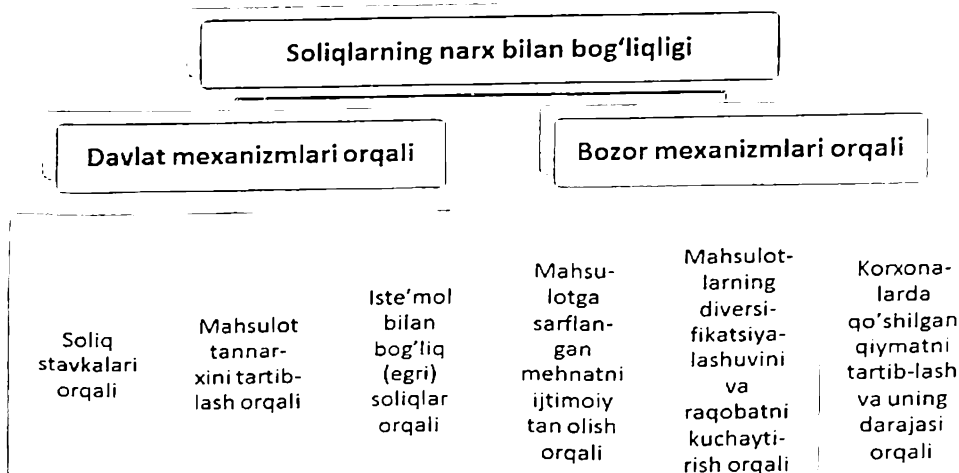 Soliqlarning narx bilan bog‘liqligi
Davlat mexanizmlari orqali
Bozor mexanizmlari orqali
Soliq
stavkalari
orqali
Mahsulot
tannar-
xini tartib-
lash orqali
Iste’mol
bilan
bog‘liq
(egri)
soliqlar
orqali
Mahsu-
lotga
sarflan-
gan
mehnatni
ijtimoiy
tan olish
orqali
Mahsulot-
larning
diversi-
fikatsiya-
lashuvini
va
raqobatni
kuchayti-
rish orqali
Korxona-
larda
qo‘shilgan
qiymatni
tartib-lash
va uning
darajasi
orqali